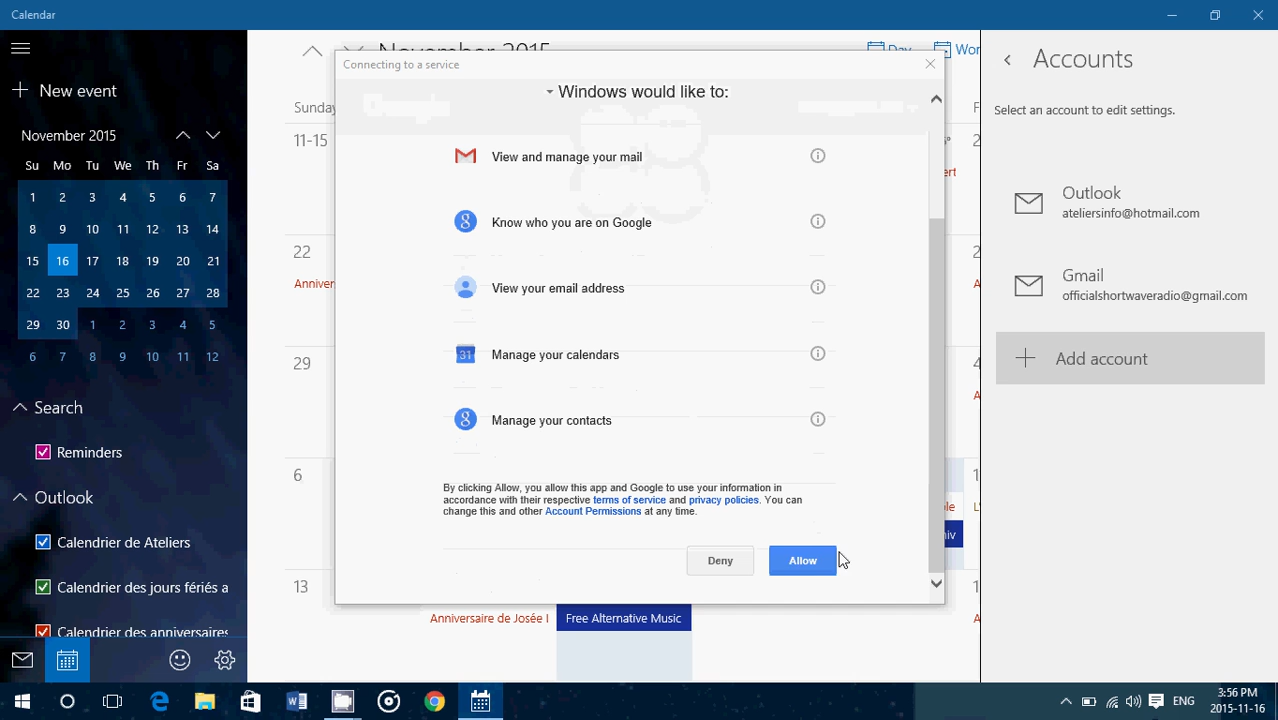 Calendar
New event
November 2015
Su Mo Tu We Th Fr Sa
1 2 3 4 5 6 7
8 9 10 11 12 13 14
15 16 17 18 19 20 21
22 23 24 25 26 27 28
29 30 1 2 3 4 5
6 7 8 9 10 11 12
Search
Reminders
Outlook
Calendrier de Ateliers
Calendrier des jours fériés a
Calendrier des anniversaires
November 2015
Day
Wor
Sunday
11-15
22
Anniver
29
6
13
Anniversaire de Josée l
Free Alternative Music
Connecting to a service
Windows would like to:
View and manage your mail
Know who you are on Google
View your email address
31 Manage your calendars
Manage your contacts
By clicking Allow, you allow this app and Google to use your information in
accordance with their respective terms of service and privacy policies. You can
change this and other Account Permissions at any time.
Deny Allow
Accounts
Select an account to edit settings.
Outlook
ateliersinfo@hotmail.com
Gmail
officialshortwaveradio@gmail.com
Add account
ENG
3:56 PM
2015-11-16